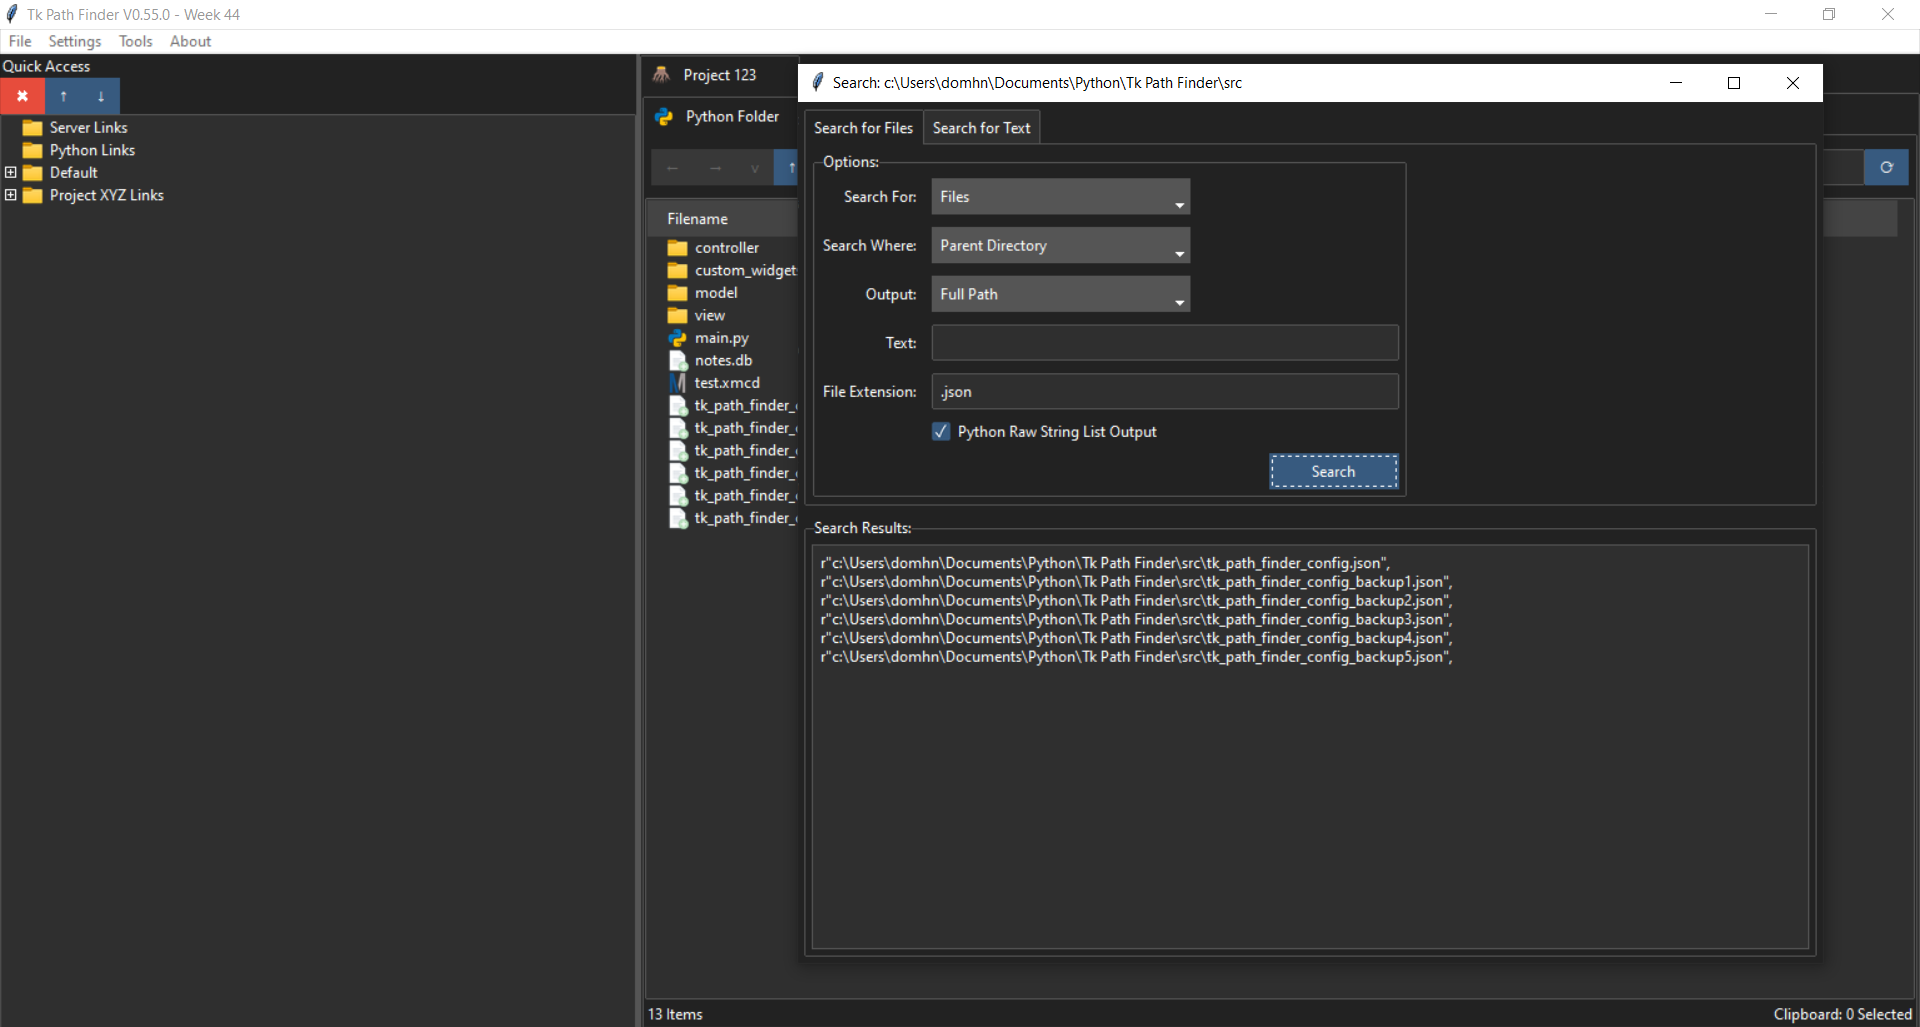 Tk Path Finder V0.55.0 - Week 44
File Settings Tools About
Quick Access
Server Links
Python Links
Default
Project XYZ Links
Project 123
Python Folder
Filename
controller
custom_widget
model
view
main.py
notes.db
test.xmcd
tk_path_finder_
tk_path_finder_
tk_path_finder_
tk_path_finder_
tk_path_finder_
tk_path_finder_
13 Items
Clipboard: 0 Selected
Search: c:\Users\domhn\Documents\Python\Tk Path Finder\src
Search for Files Search for Text
Options:
Search For: Files
Search Where: Parent Directory
Output: Full Path
Text:
File Extension: .json
Python Raw String List Output
Search
Search Results:
r"c:\Users\domhn\Documents\Python\Tk Path Finder\src\tk_path_finder_config.json",
r"c:\Users\domhn\Documents\Python\Tk Path Finder\src\tk_path_finder_config_backup1.json",
r"c:\Users\domhn\Documents\Python\Tk Path Finder\src\tk_path_finder_config_backup2.json",
r"c:\Users\domhn\Documents\Python\Tk Path Finder\src\tk_path_finder_config_backup3.json",
r"c:\Users\domhn\Documents\Python\Tk Path Finder\src\tk_path_finder_config_backup4.json",
r"c:\Users\domhn\Documents\Python\Tk Path Finder\src\tk_path_finder_config_backup5.json",